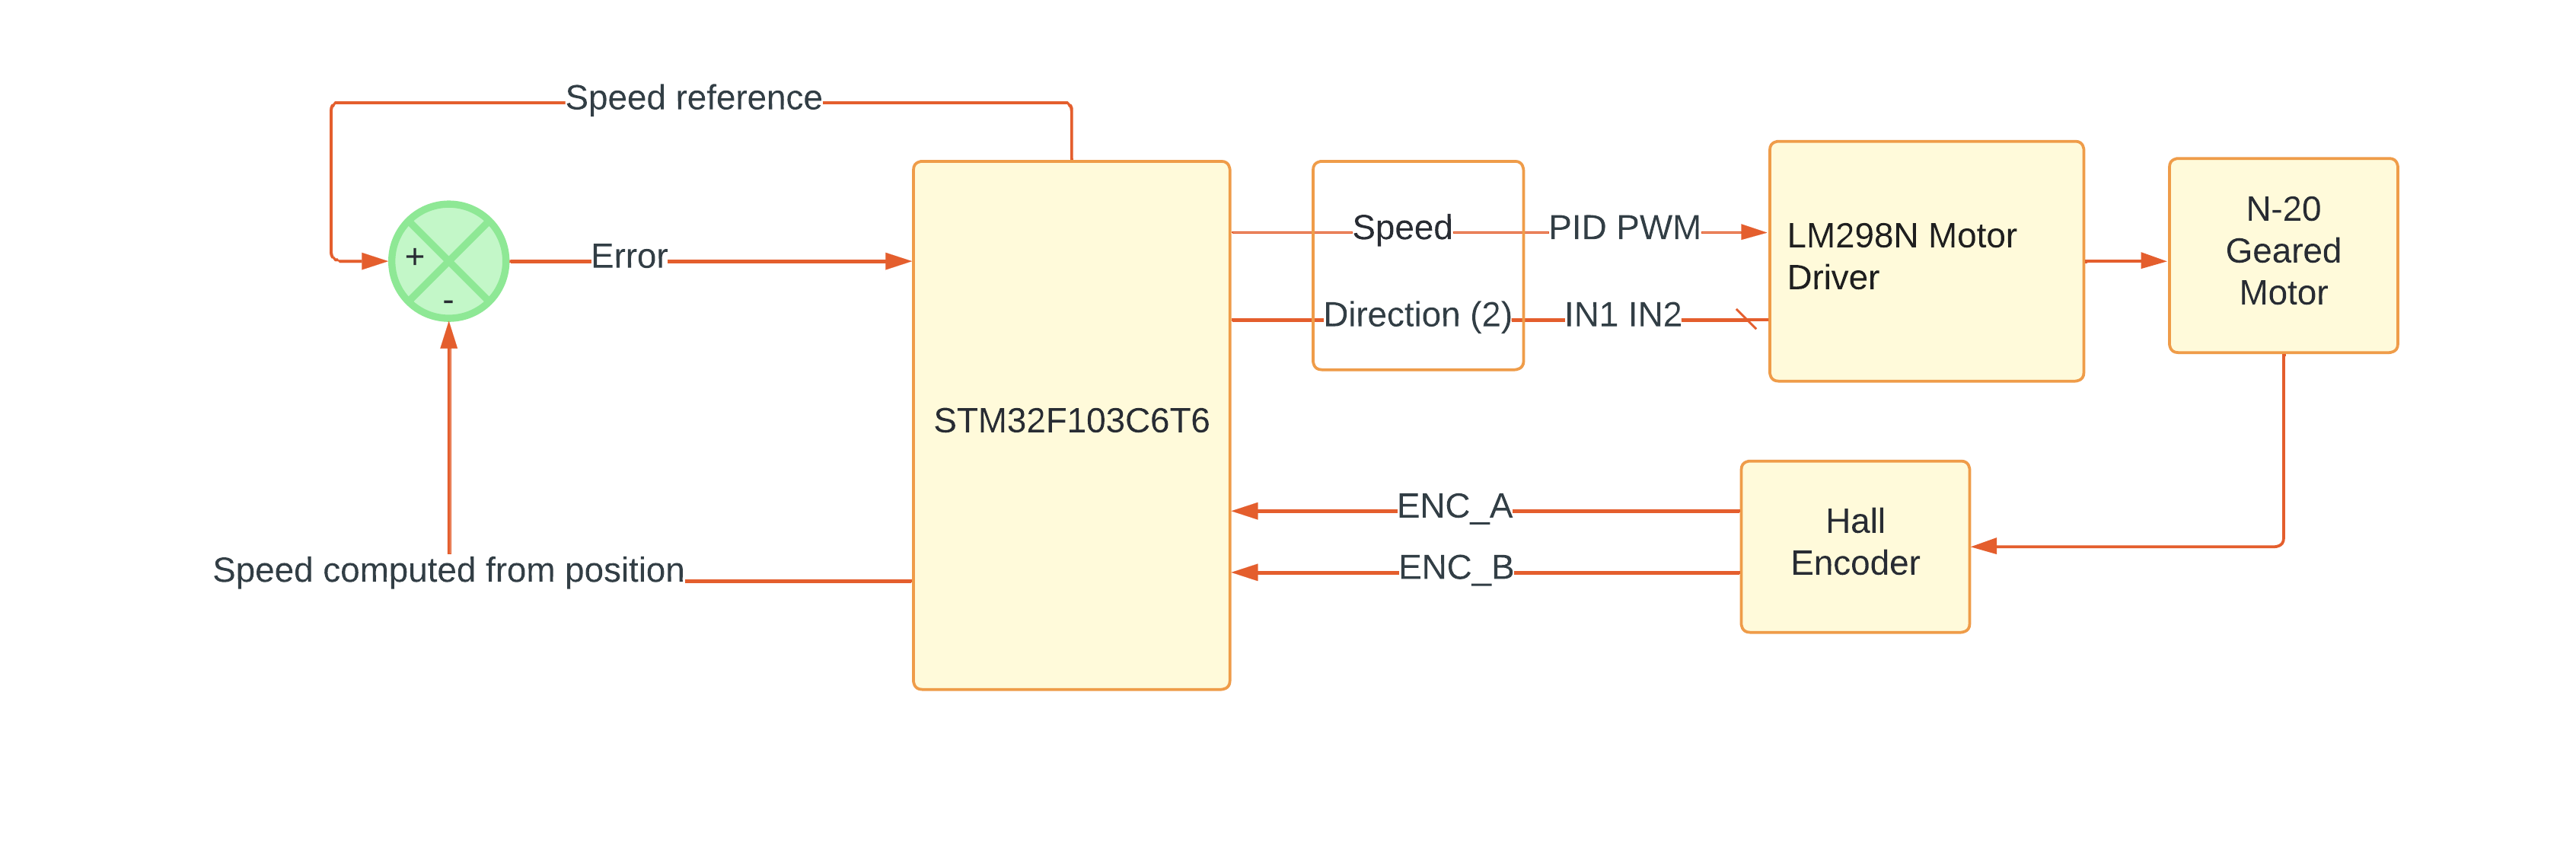 Speed reference
+
-
Error
STM32F103C6T6
Speed
PID PWM
Direction (2)
IN1 IN2
LM298N Motor
Driver
N-20
Geared
Motor
ENC_A
ENC_B
Hall
Encoder
Speed computed from position